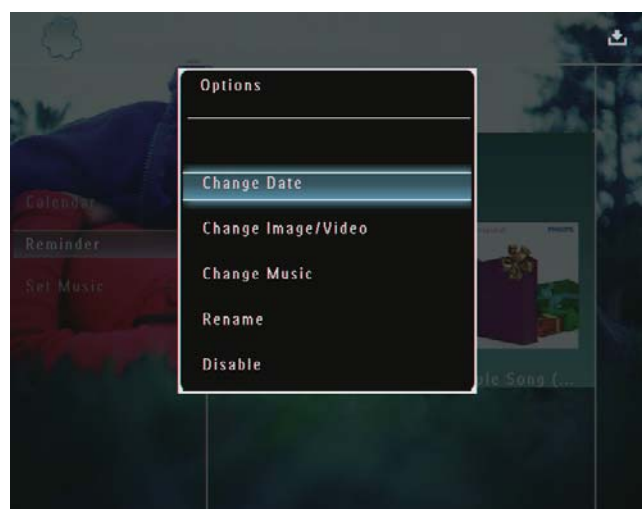 Options
Change Date
Change Image/Video
Change Music
Rename
Disable
Calendar
Reminder
Set Music
PHILIPS
ple Song (...